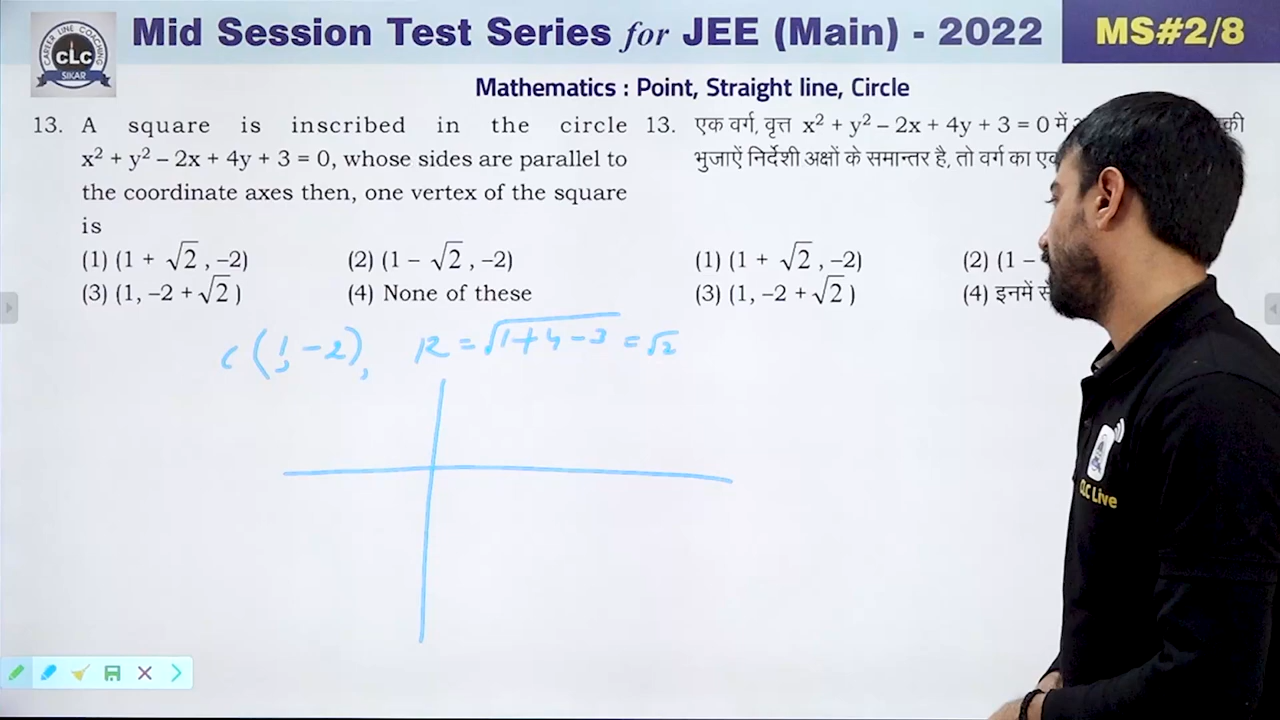 CAREER LINE COACHING
CLC
SIKAR
Mid Session Test Series for JEE (Main) - 2022
MS#2/8
Mathematics : Point, Straight line, Circle
13. A square is inscribed in the circle
x² + y² – 2x + 4y + 3 = 0, whose sides are parallel to
the coordinate axes then, one vertex of the square
is
(1) (1 + √2 , –2) (2) (1 – √2 , –2)
(3) (1, –2 + √2 ) (4) None of these
13. एक वर्ग, वृत्त x² + y² – 2x + 4y + 3 = 0 में
भुजाऐं निर्देशी अक्षों के समान्तर है, तो वर्ग का
(1) (1 + √2 , –2) (2) (1 –
(3) (1, –2 + √2 ) (4) इनमें
C (1, -2), R = √1+4-3 = √2
CLC Live